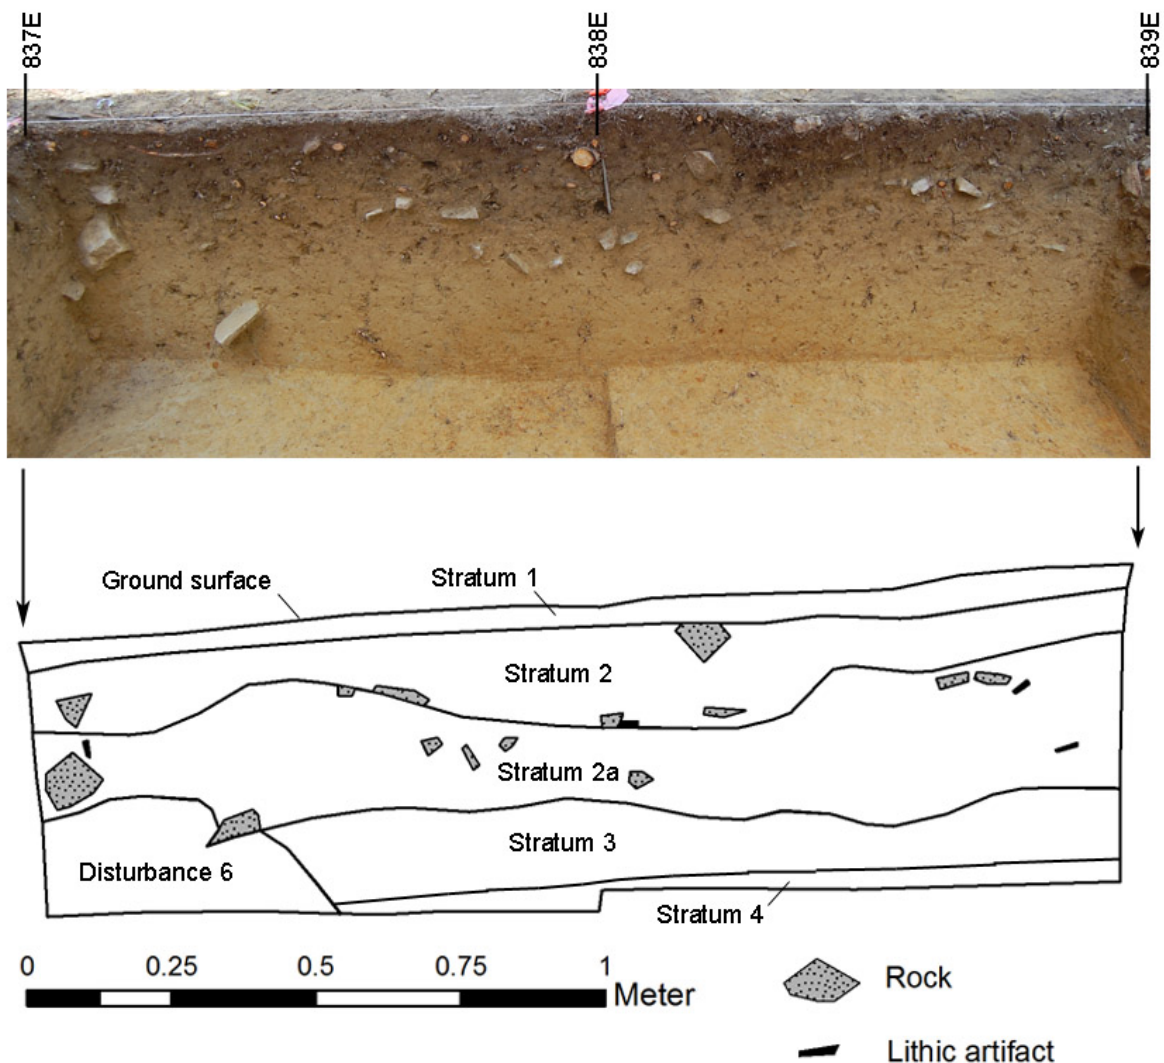 837E
838E
839E
Ground surface
Stratum 1
Stratum 2
Stratum 2a
Stratum 3
Disturbance 6
Stratum 4
0 0.25 0.5 0.75 1
Meter
Rock
Lithic artifact